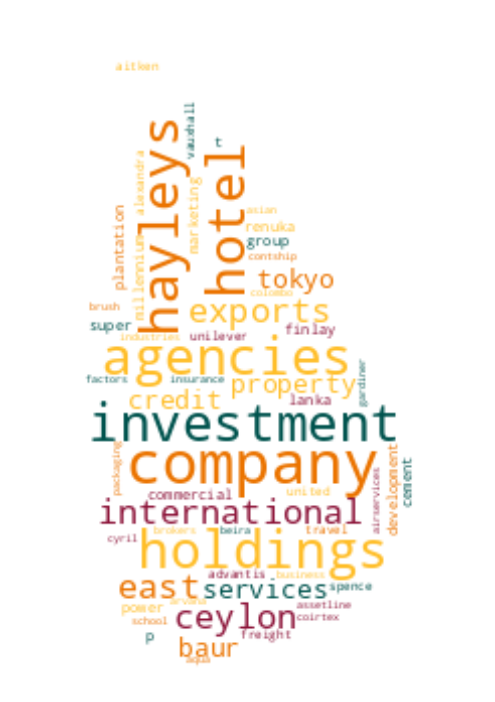 aitken
vauxhall
t
hayleys
hotel
alexandra
marketing
plantation
millennium
asian
renuka
group
contship
tokyo
colombo
brush
exports
super
finlay
industries
unilever
agencies
gardiner
factors
insurance
property
credit
lanka
investment
company
packaging
development
cement
commercial
united
airservices
international
brokers
beira
travel
cyril
holdings
advantis
business
east
services
spence
arvana
power
assetline
ceylon
school
coirtex
p
freight
baur
aqua